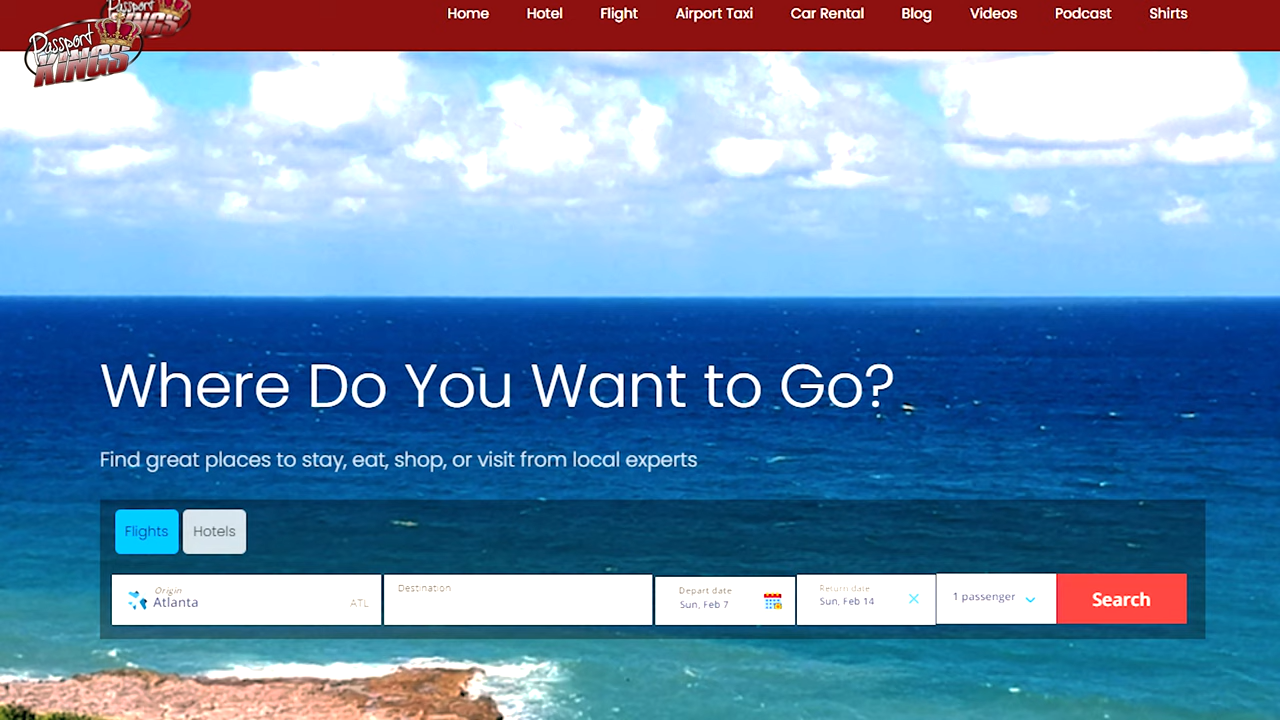 Passport
KINGS
Home Hotel Flight Airport Taxi Car Rental Blog Videos Podcast Shirts
Passport
KINGS
Where Do You Want to Go?
Find great places to stay, eat, shop, or visit from local experts
Flights Hotels
Origin
Atlanta ATL
Destination
Depart date
Sun, Feb 7
Return date
Sun, Feb 14
1 passenger
Search